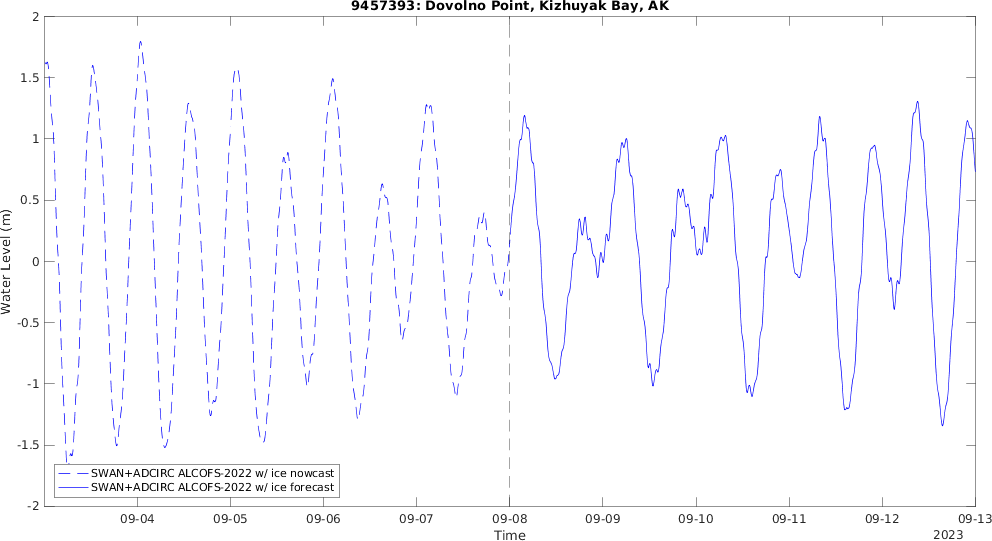 9457393: Dovolno Point, Kizhuyak Bay, AK
Water Level (m)
2
1.5
1
0.5
0
-0.5
-1
-1.5
-2
SWAN+ADCIRC ALCOFS-2022 w/ ice nowcast
SWAN+ADCIRC ALCOFS-2022 w/ ice forecast
09-04 09-05 09-06 09-07 09-08 09-09 09-10 09-11 09-12 09-13
Time
2023